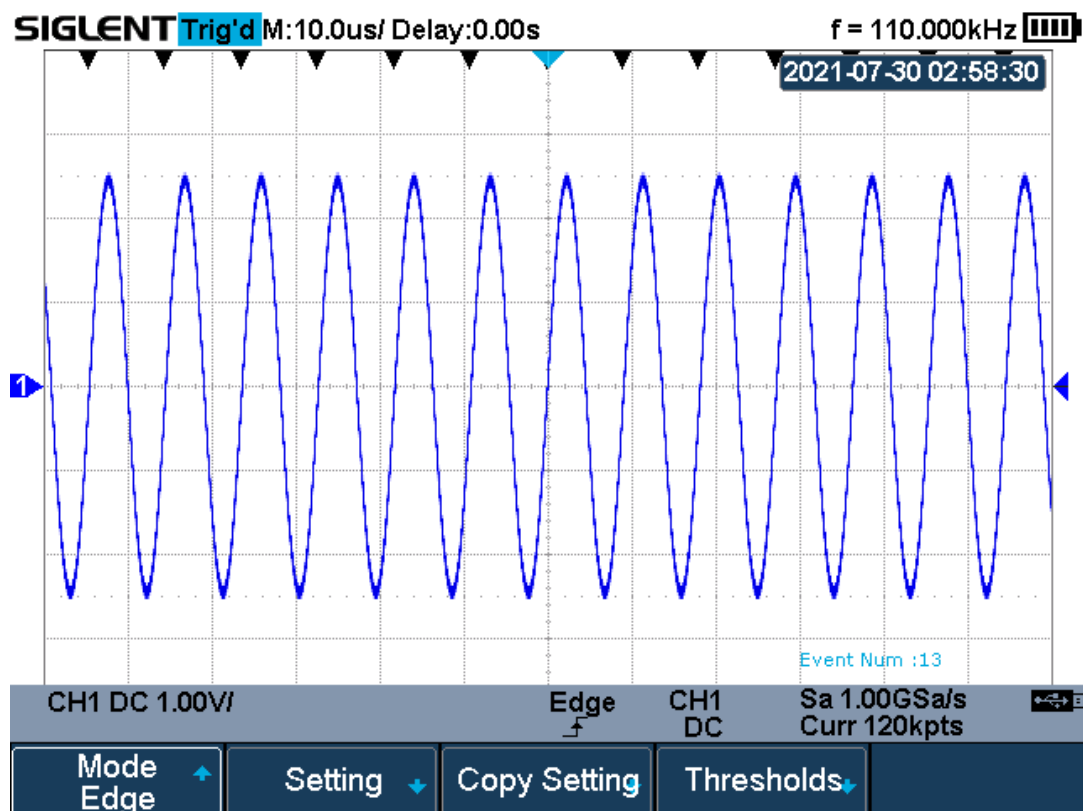 SIGLENT Trig'd M:10.0us/ Delay:0.00s f = 110.000kHz
2021-07-30 02:58:30
1
Event Num :13
CH1 DC 1.00V/ Edge CH1 Sa 1.00GSa/s
DC Curr 120kpts
Mode Setting Copy Setting Thresholds
Edge